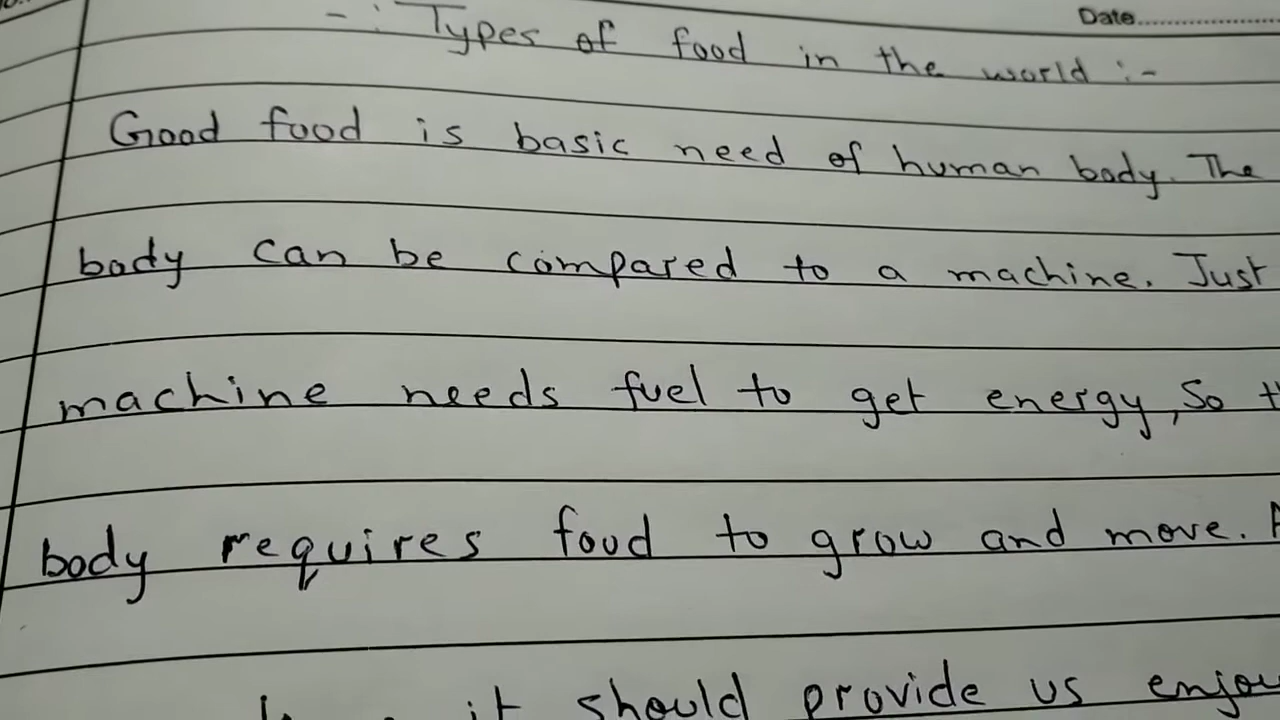 Date
-: Types of food in the world :-
Good food is basic need of human body. The
body can be compared to a machine. Just
machine needs fuel to get energy, So
body requires food to grow and move.
it should provide us